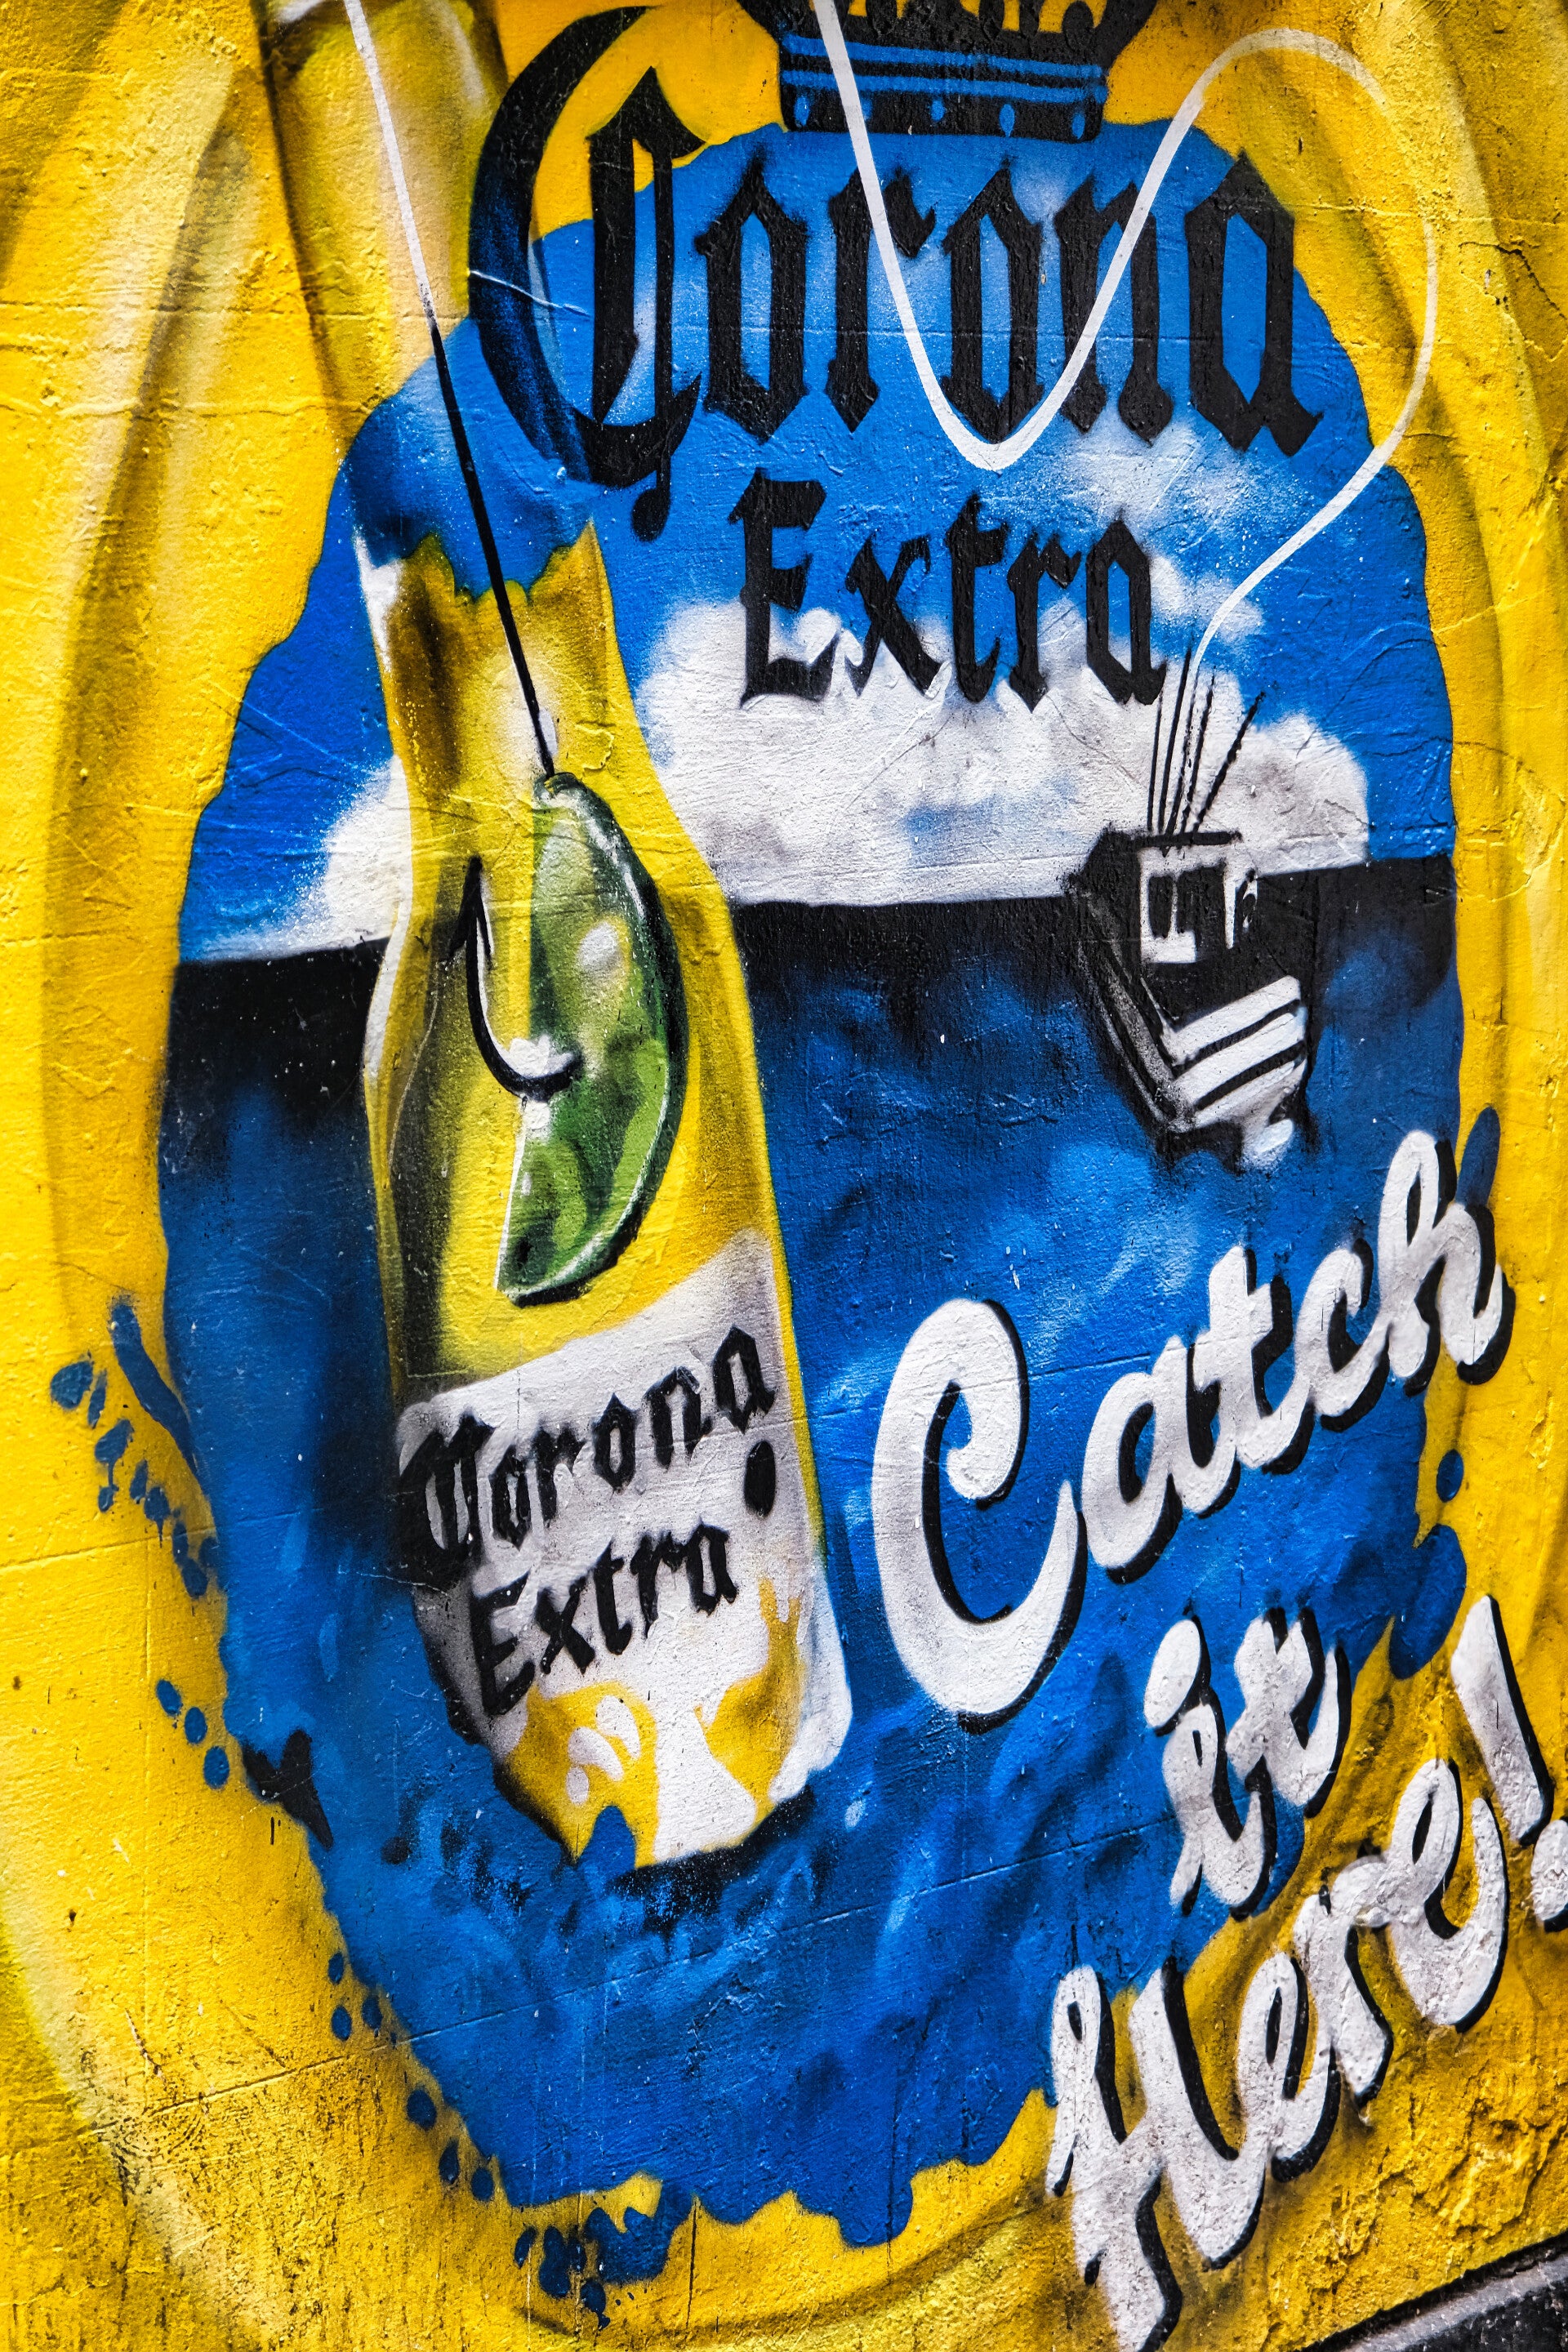 Corona
Extra
Corona
Extra
Catch
it
Here!